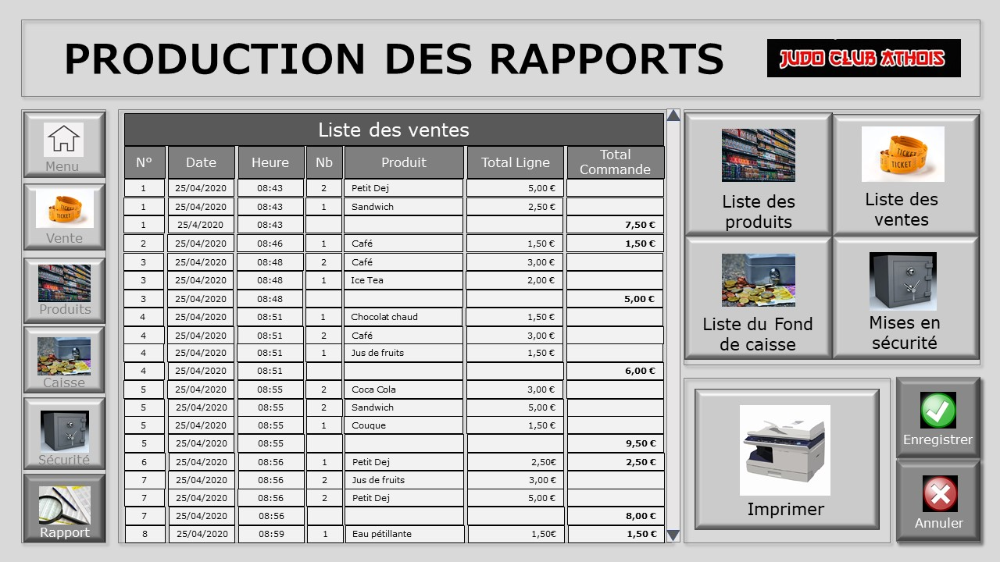 PRODUCTION DES RAPPORTS
JUDO CLUB ATHOIS
Menu
TICKET TICKET
Vente
Produits
Caisse
Sécurité
Rapport
Liste des ventes
N° Date Heure Nb Produit Total Ligne Total Commande
1 25/04/2020 08:43 2 Petit Dej 5,00 €
1 25/04/2020 08:43 1 Sandwich 2,50 €
1 25/4/2020 08:43 7,50 €
2 25/04/2020 08:46 1 Café 1,50 € 1,50 €
3 25/04/2020 08:48 2 Café 3,00 €
3 25/04/2020 08:48 1 Ice Tea 2,00 €
3 25/04/2020 08:48 5,00 €
4 25/04/2020 08:51 1 Chocolat chaud 1,50 €
4 25/04/2020 08:51 2 Café 3,00 €
4 25/04/2020 08:51 1 Jus de fruits 1,50 €
4 25/04/2020 08:51 6,00 €
5 25/04/2020 08:55 2 Coca Cola 3,00 €
5 25/04/2020 08:55 2 Sandwich 5,00 €
5 25/04/2020 08:55 1 Couque 1,50 €
5 25/04/2020 08:55 9,50 €
6 25/04/2020 08:56 1 Petit Dej 2,50€ 2,50 €
7 25/04/2020 08:56 2 Jus de fruits 3,00 €
7 25/04/2020 08:56 2 Petit Dej 5,00 €
7 25/04/2020 08:56 8,00 €
8 25/04/2020 08:59 1 Eau pétillante 1,50€ 1,50 €
Liste des
produits
TICKET TICKET
Liste des
ventes
Liste du Fond
de caisse
Mises en
sécurité
Imprimer
Enregistrer
Annuler